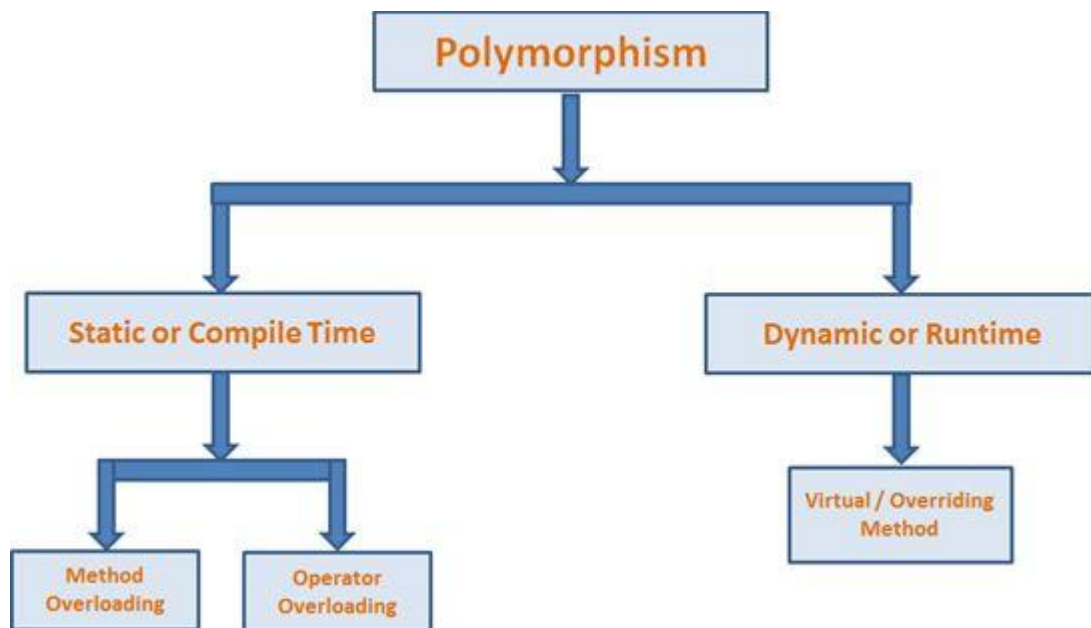 Polymorphism
Static or Compile Time
Dynamic or Runtime
Virtual / Overriding
Method
Method
Overloading
Operator
Overloading